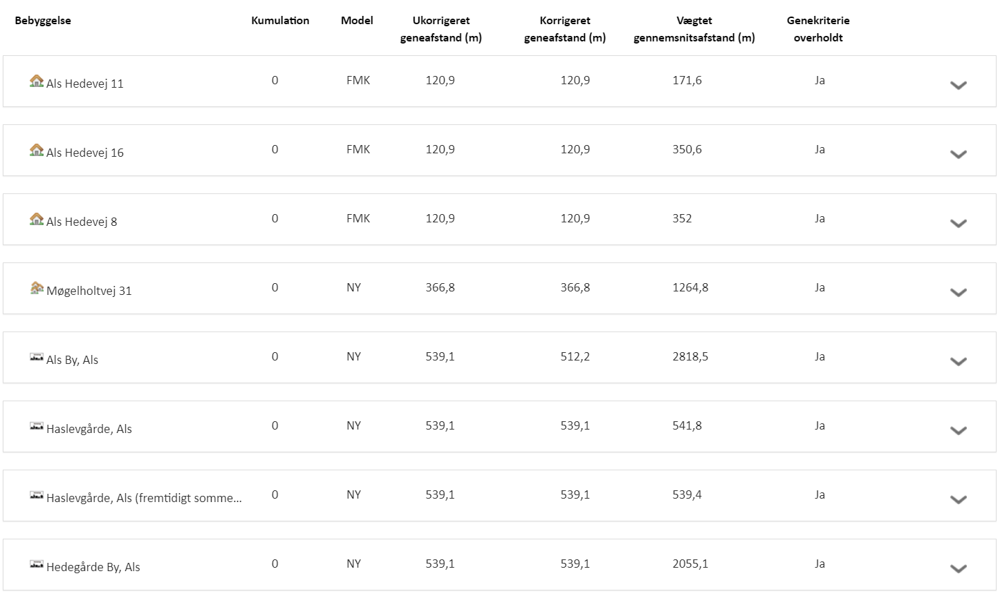 Bebyggelse Kumulation Model Ukorrigeret geneafstand (m) Korrigeret geneafstand (m) Vægtet gennemsnitsafstand (m) Genekriterie overholdt
Als Hedevej 11 0 FMK 120,9 120,9 171,6 Ja
Als Hedevej 16 0 FMK 120,9 120,9 350,6 Ja
Als Hedevej 8 0 FMK 120,9 120,9 352 Ja
Møgelholtvej 31 0 NY 366,8 366,8 1264,8 Ja
Als By, Als 0 NY 539,1 512,2 2818,5 Ja
Haslevgårde, Als 0 NY 539,1 539,1 541,8 Ja
Haslevgårde, Als (fremtidigt somme... 0 NY 539,1 539,1 539,4 Ja
Hedegårde By, Als 0 NY 539,1 539,1 2055,1 Ja